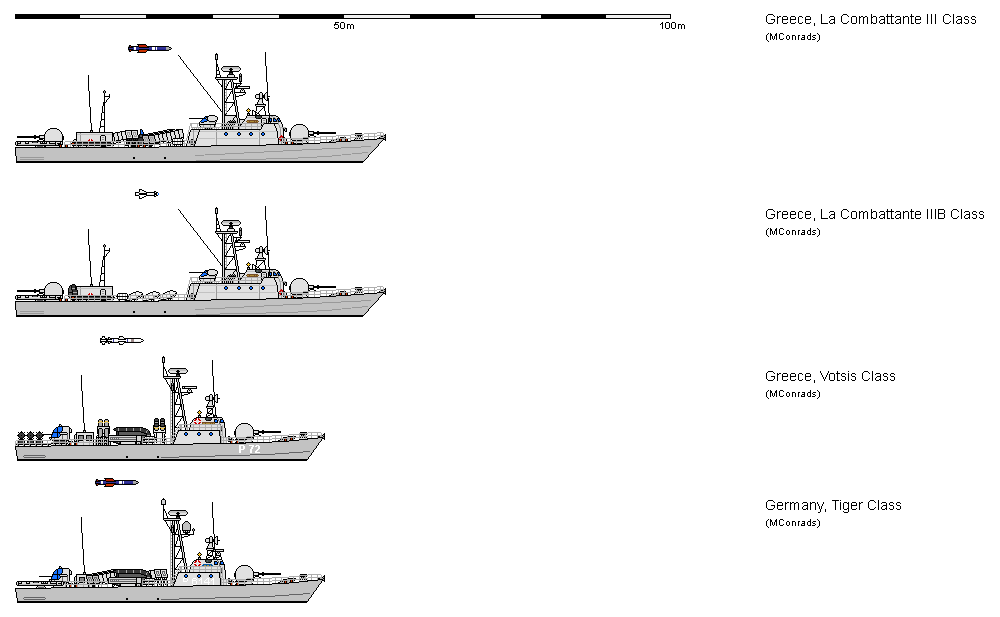 50m
100m
Greece, La Combattante III Class
(MConrads)
Greece, La Combattante IIIB Class
(MConrads)
Greece, Votsis Class
(MConrads)
P 72
Germany, Tiger Class
(MConrads)